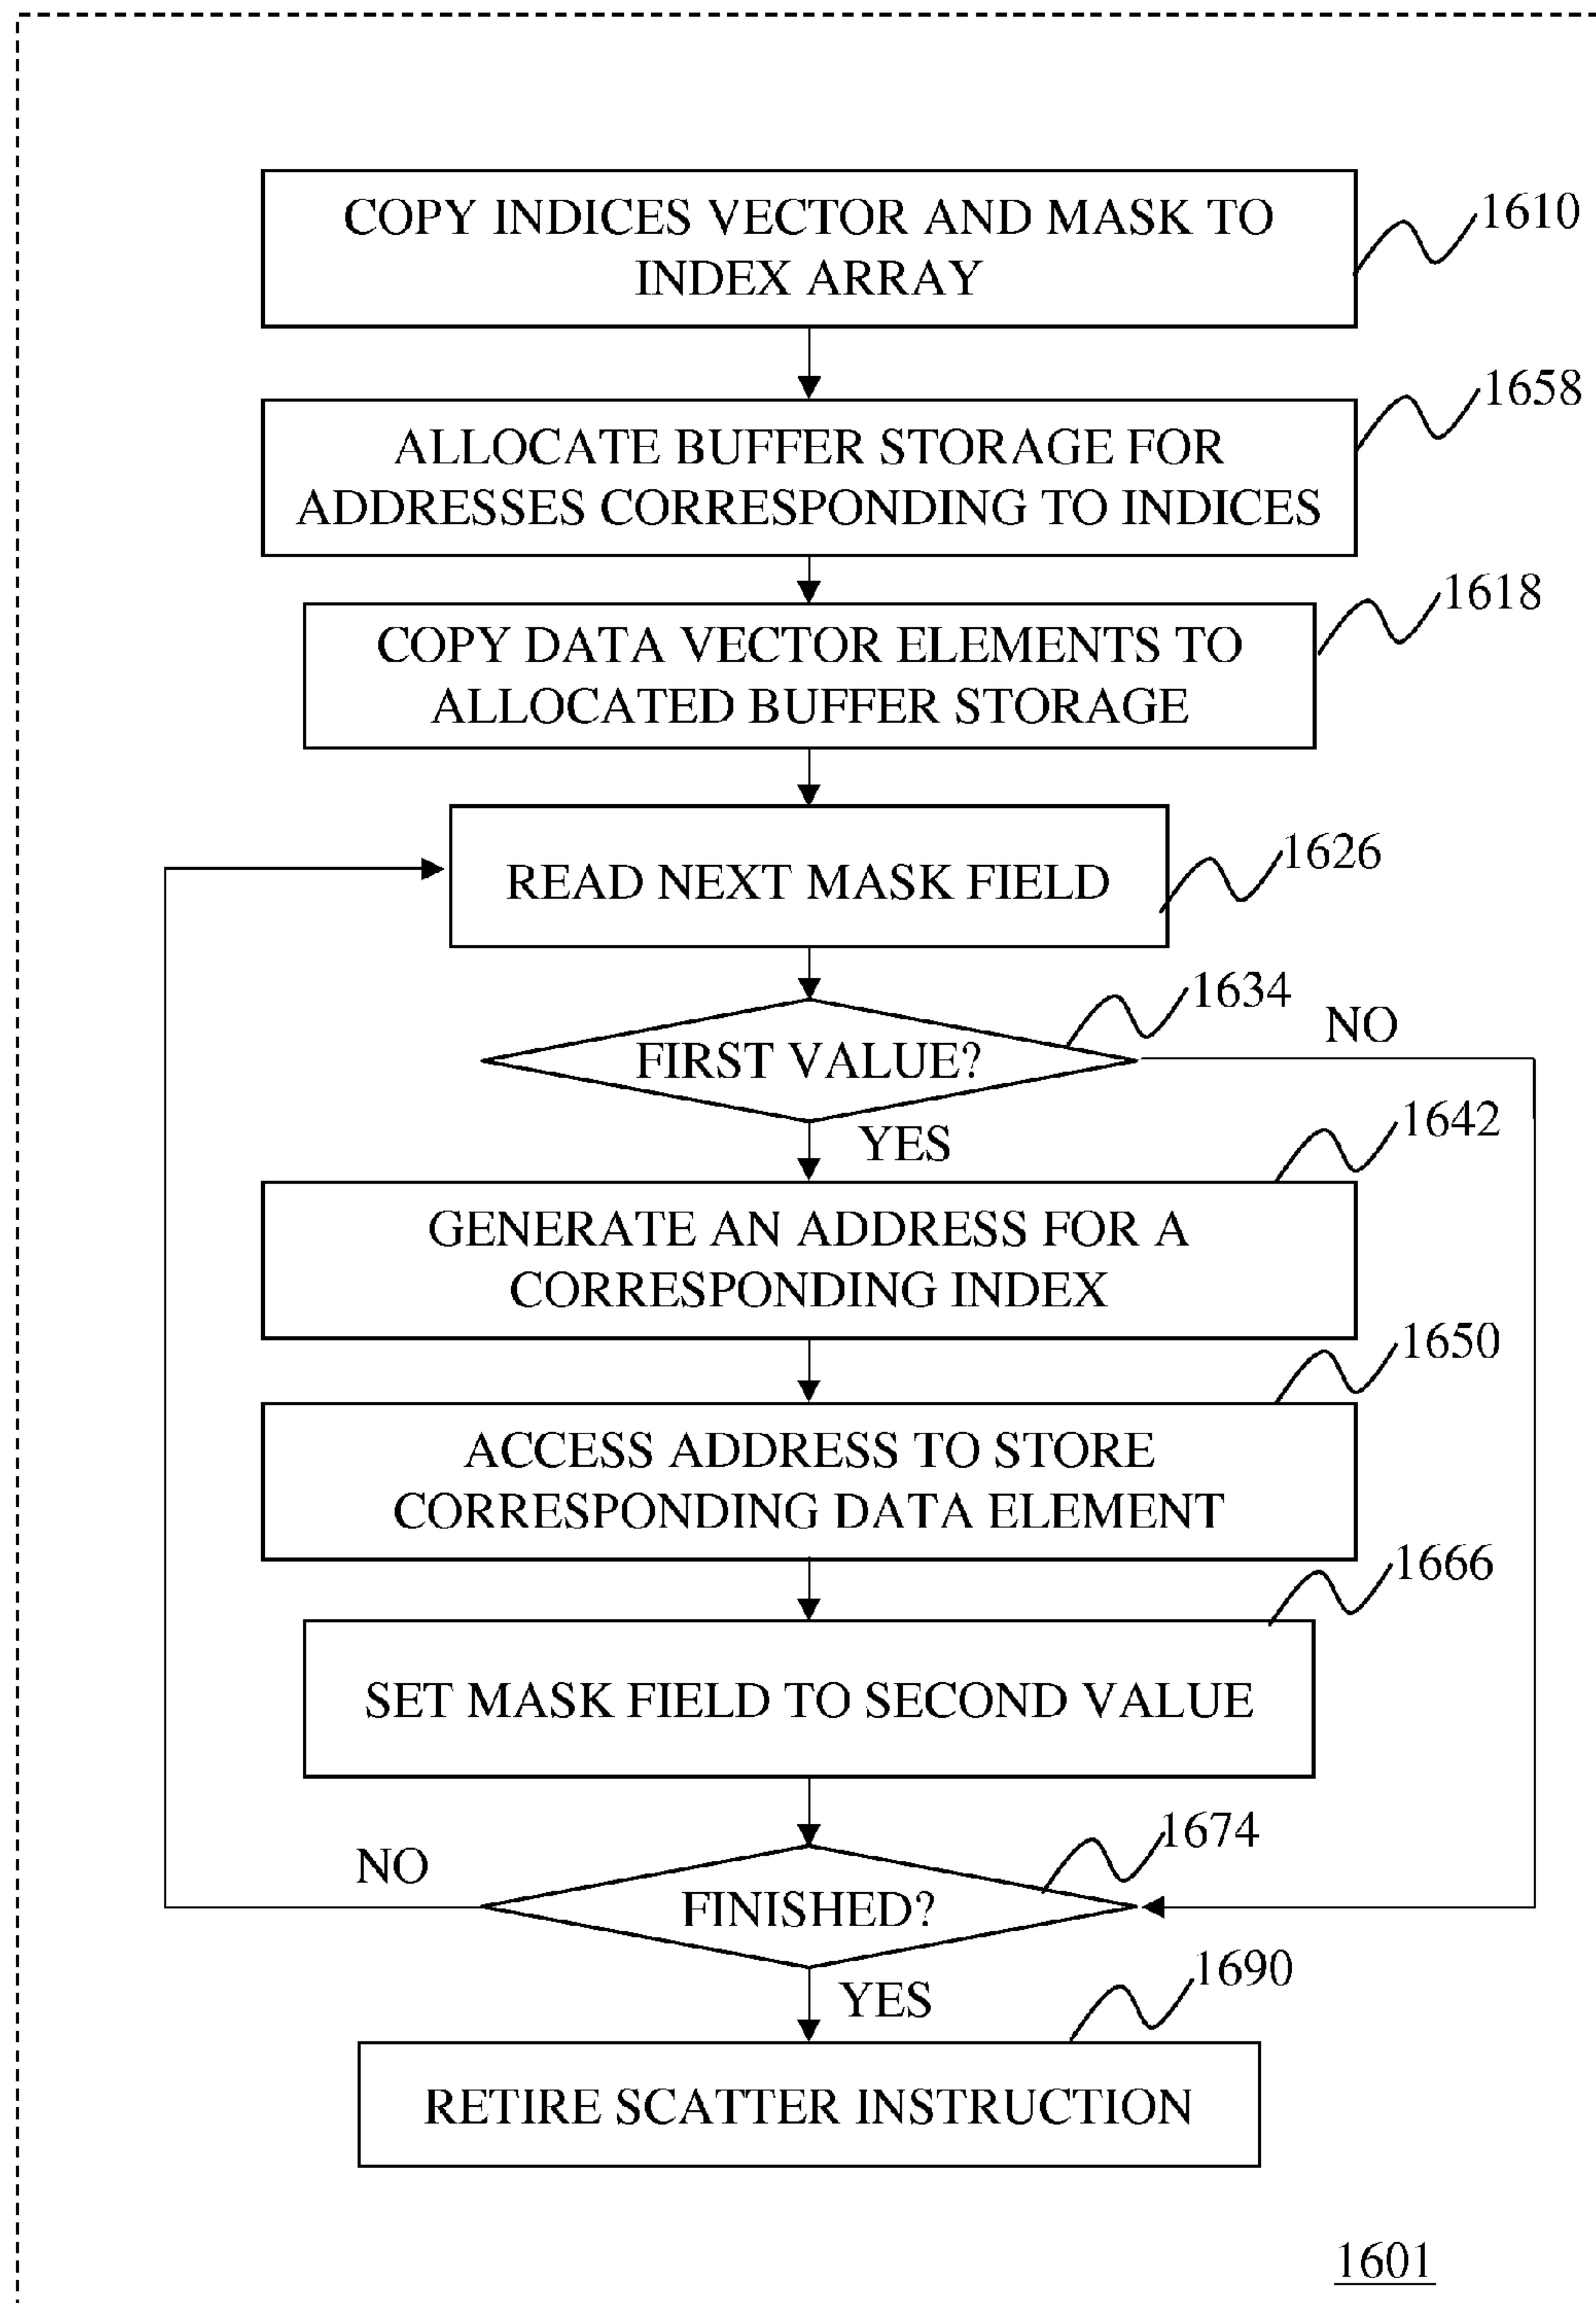 COPY INDICES VECTOR AND MASK TO
INDEX ARRAY
1610
ALLOCATE BUFFER STORAGE FOR
ADDRESSES CORRESPONDING TO INDICES
1658
COPY DATA VECTOR ELEMENTS TO
ALLOCATED BUFFER STORAGE
1618
READ NEXT MASK FIELD
1626
FIRST VALUE?
1634
NO
YES
GENERATE AN ADDRESS FOR A
CORRESPONDING INDEX
1642
ACCESS ADDRESS TO STORE
CORRESPONDING DATA ELEMENT
1650
SET MASK FIELD TO SECOND VALUE
1666
NO
FINISHED?
1674
YES
RETIRE SCATTER INSTRUCTION
1690
1601